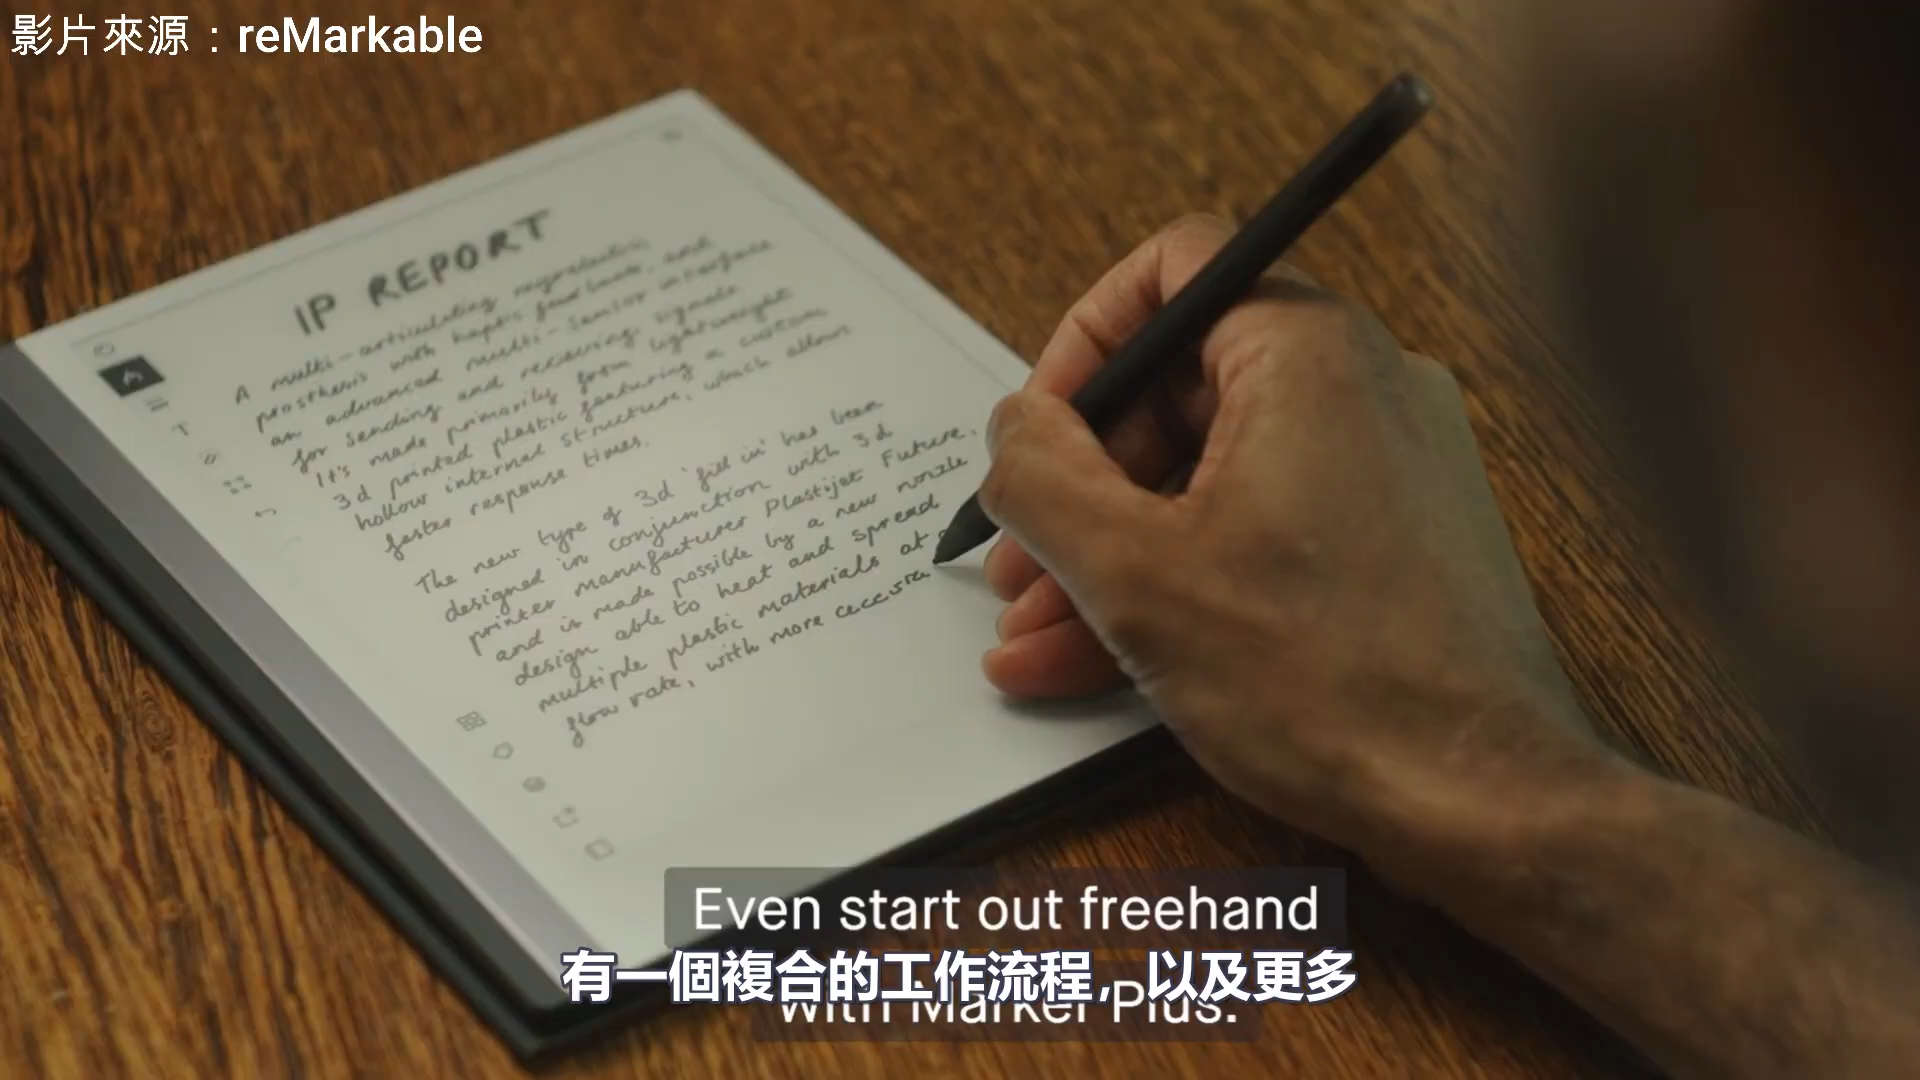 影片來源：reMarkable
IP REPORT
A multi-articulating myoelectric
prosthesis with haptic feedback, and
an advanced multi-sensor interface
for sending and recieving signals.
It's made primarily from lightweight
3d printed plastic featuring a custom
hollow internal structure, which allows
faster response times.
The new type of 3d 'fill in' has been
designed in conjunction with 3d
printer manufacturer Plastijet Future,
and is made possible by a new nozzle
design able to heat and spread
multiple plastic materials at
flow rate, with more
Even start out freehand
有一個複合的工作流程，以及更多
with Marker Plus.